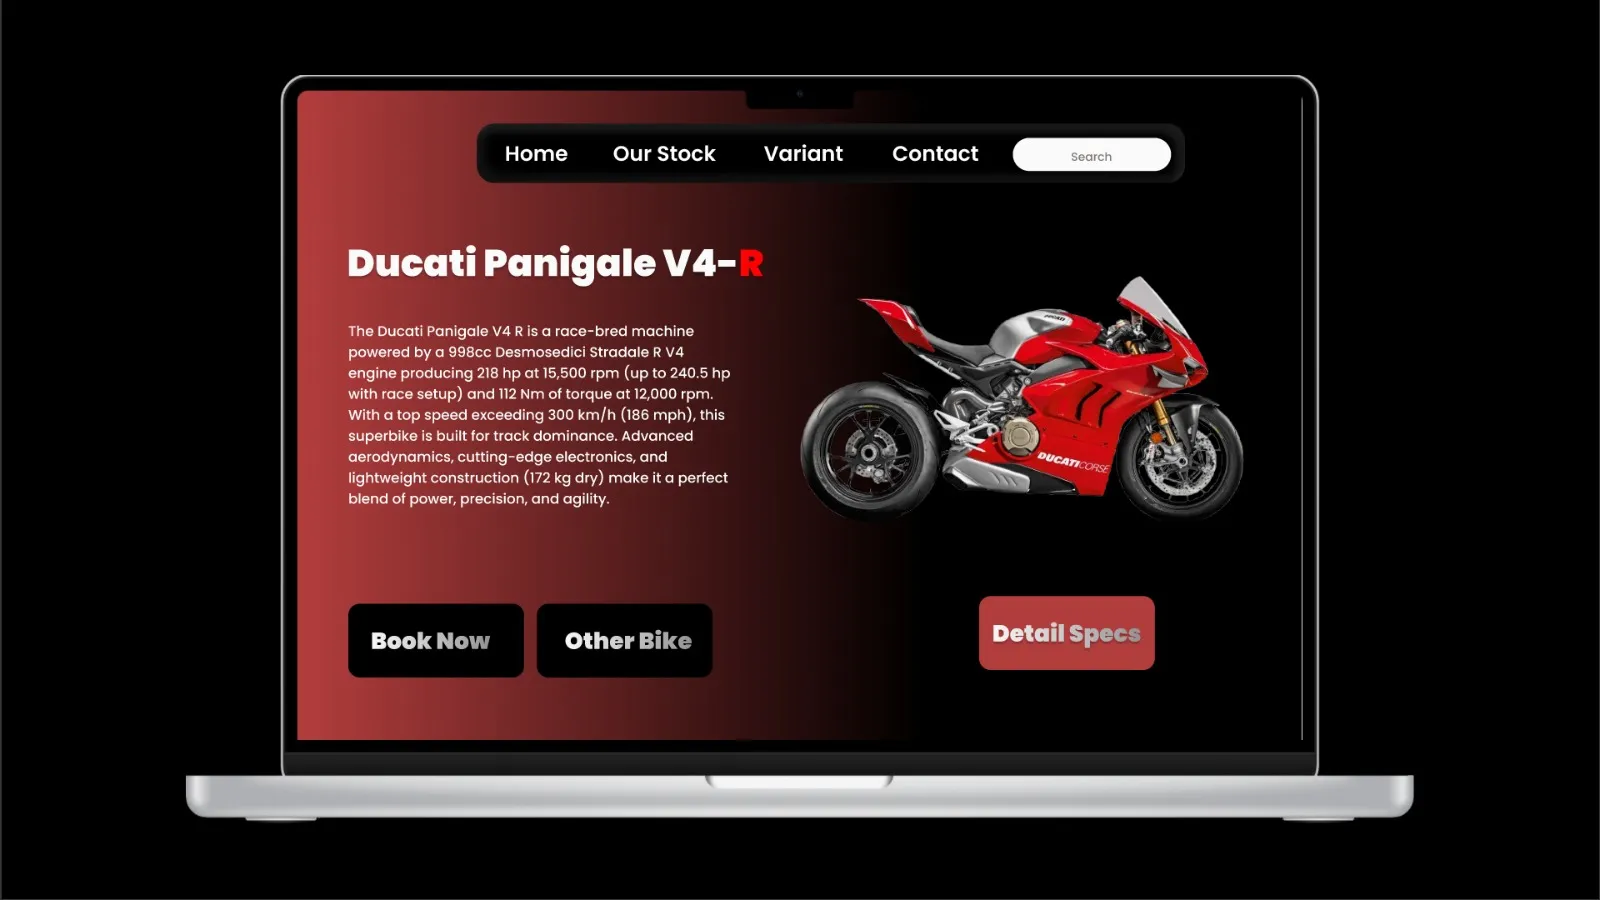 Home
Our Stock
Variant
Contact
Search
Ducati Panigale V4-R
The Ducati Panigale V4 R is a race-bred machine
powered by a 998cc Desmosedici Stradale R V4
engine producing 218 hp at 15,500 rpm (up to 240.5 hp
with race setup) and 112 Nm of torque at 12,000 rpm.
With a top speed exceeding 300 km/h (186 mph), this
superbike is built for track dominance. Advanced
aerodynamics, cutting-edge electronics, and
lightweight construction (172 kg dry) make it a perfect
blend of power, precision, and agility.
DUCATICORSE
Book Now
Other Bike
Detail Specs